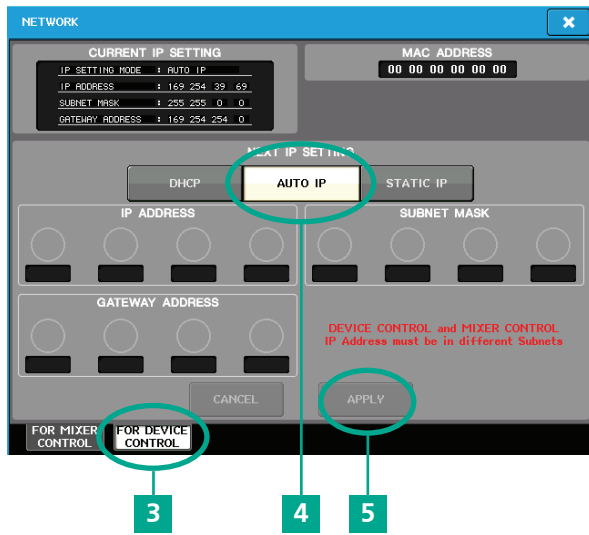 NETWORK
CURRENT IP SETTING
IP SETTING MODE : AUTO IP
IP ADDRESS : 169 254 39 69
SUBNET MASK : 255 255 0 0
GATEWAY ADDRESS : 169 254 254 0
MAC ADDRESS
00 00 00 00 00 00
NEXT IP SETTING
DHCP AUTO IP STATIC IP
IP ADDRESS
SUBNET MASK
GATEWAY ADDRESS
DEVICE CONTROL and MIXER CONTROL
IP Address must be in different Subnets
CANCEL APPLY
FOR MIXER
CONTROL
FOR DEVICE
CONTROL
3 4 5